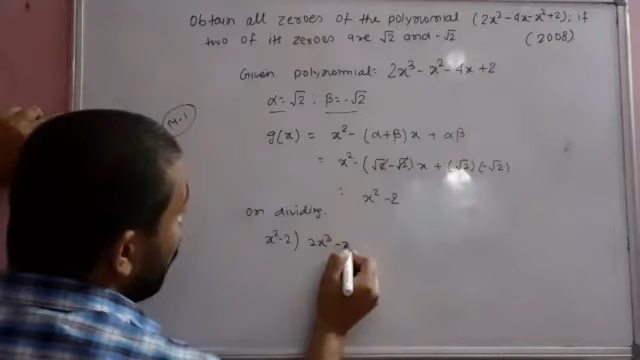 Obtain all zeroes of the polynomial (2x³-4x-x²+2), if
two of its zeroes are √2 and -√2 (2008)
Given polynomial: 2x³-x²-4x+2
α=√2 ; β=-√2
M-1
g(x) = x²-(α+β)x + αβ
= x²-(√2-√2)x+(√2)(-√2)
= x²-2
on dividing.
x²-2) 2x³-x